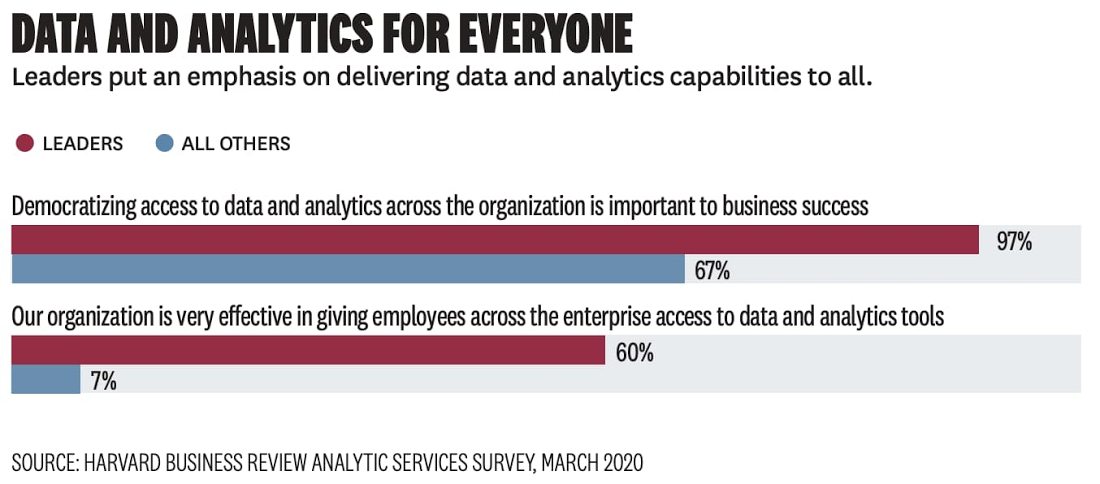 DATA AND ANALYTICS FOR EVERYONE
Leaders put an emphasis on delivering data and analytics capabilities to all.
LEADERS ALL OTHERS
Democratizing access to data and analytics across the organization is important to business success
97%
67%
Our organization is very effective in giving employees across the enterprise access to data and analytics tools
60%
7%
SOURCE: HARVARD BUSINESS REVIEW ANALYTIC SERVICES SURVEY, MARCH 2020